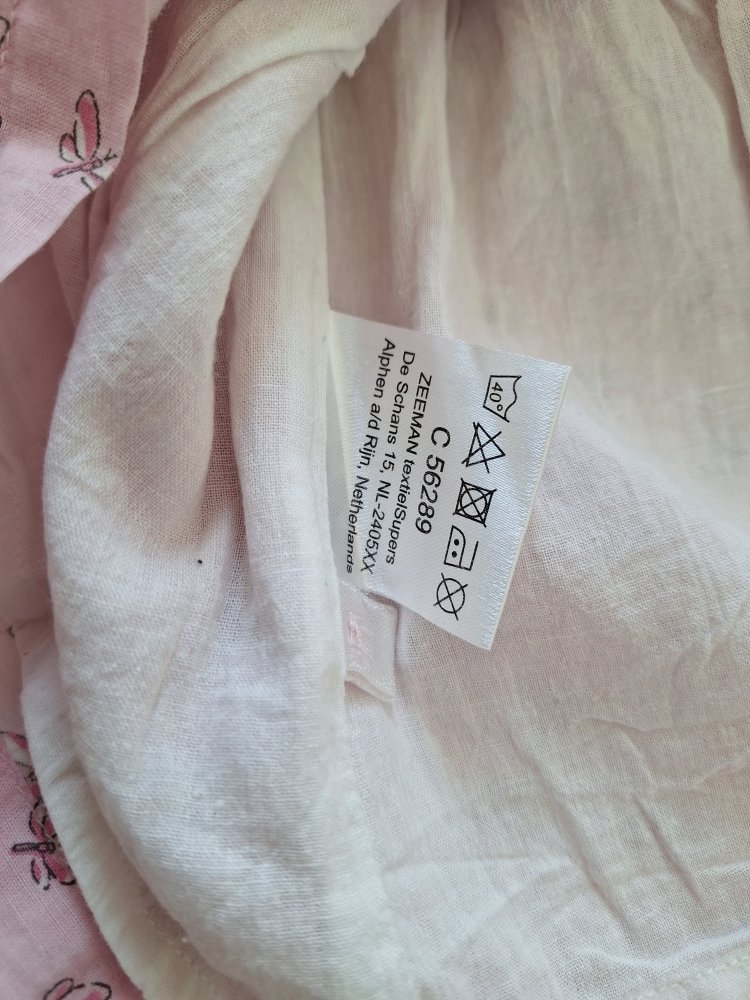 40°
C 56289
ZEEMAN textielSupers
De Schans 15, NL-2405XX
Alphen a/d Rijn, Netherlands